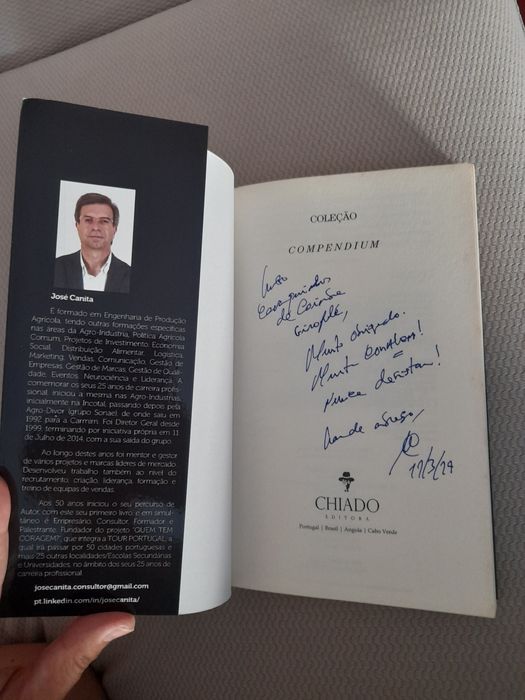 José Canita
É formado em Engenharia de Produção
Agrícola, tendo outras formações específicas
nas áreas da Agro-Industria, Política Agrícola
Comum, Projetos de Investimento, Economia
Social, Distribuição Alimentar, Logística,
Marketing, Vendas, Comunicação, Gestão de
Empresas, Gestão de Marcas, Gestão de Qua-
dade, Eventos, Neurociência e Liderança. A
comemorar os seus 25 anos de carreira profis-
sional, iniciou a mesma nas Agro-Industrias,
inicialmente na Incotal, passando depois pela
Agro-Divor (grupo Sonae), de onde saiu em
1992 para a Carmim. Foi Diretor Geral desde
1999, terminando por iniciativa própria em 11
de Julho de 2014, com a sua saída do grupo.
Ao longo destes anos foi mentor e gestor
de vários projetos e marcas líderes de mercado.
Desenvolveu trabalho também ao nível do
recrutamento, criação, liderança, formação e
treino de equipas de vendas.
Aos 50 anos iniciou o seu percurso de
Autor, com este seu primeiro livro, e em simul-
tâneo é Empresário, Consultor, Formador e
Palestrante. Fundador do projeto "QUEM TEM
CORAGEM?", que integra a TOUR PORTUGAL, a
qual irá passar por 50 cidades portuguesas e
mais 25 outras localidades/Escolas Secundárias
e Universidades, no âmbito dos seus 25 anos de
carreira profissional.
josecanita.consultor@gmail.com
pt.linkedin.com/in/josecanita/
COLEÇÃO
COMPENDIUM
de
Muito obrigado.
Muita
Nunca desistam!
Grande abraço,
CHIADO
EDITORA
Portugal | Brasil | Angola | Cabo Verde